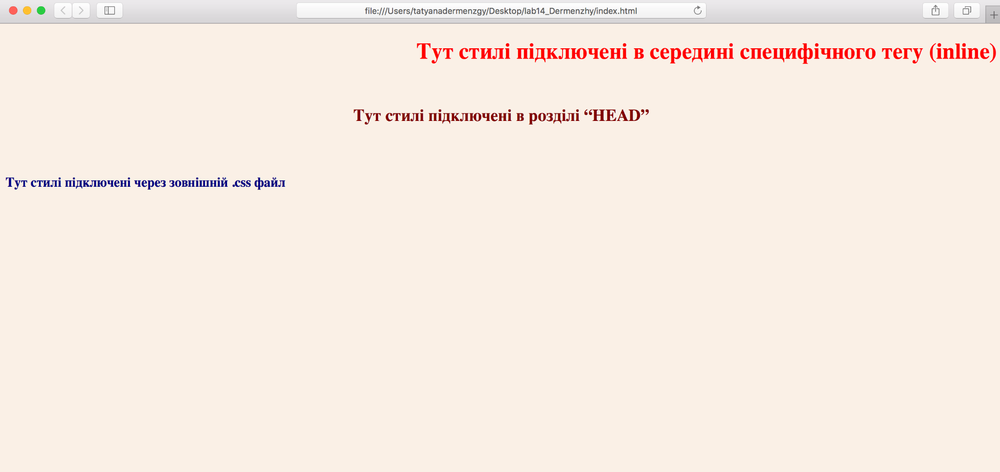 file:///Users/tatyanadermenzgy/Desktop/lab14_Dermenzhy/index.html
Тут стилі підключені в середині специфічного тегу (inline)
Тут стилі підключені в розділі “HEAD”
Тут стилі підключені через зовнішній .css файл